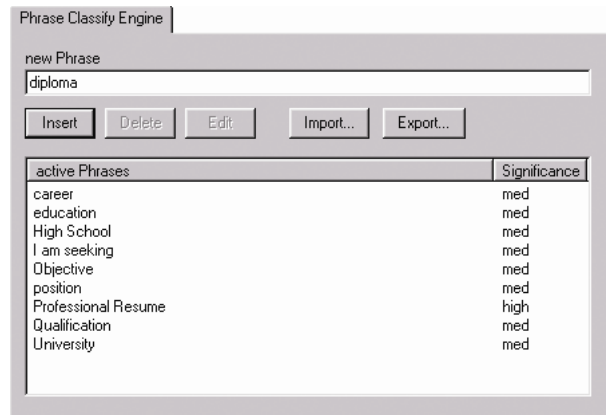 Phrase Classify Engine
new Phrase
diploma
Insert Delete Edit Import... Export...
active Phrases Significance
career med
education med
High School med
I am seeking med
Objective med
position med
Professional Resume high
Qualification med
University med